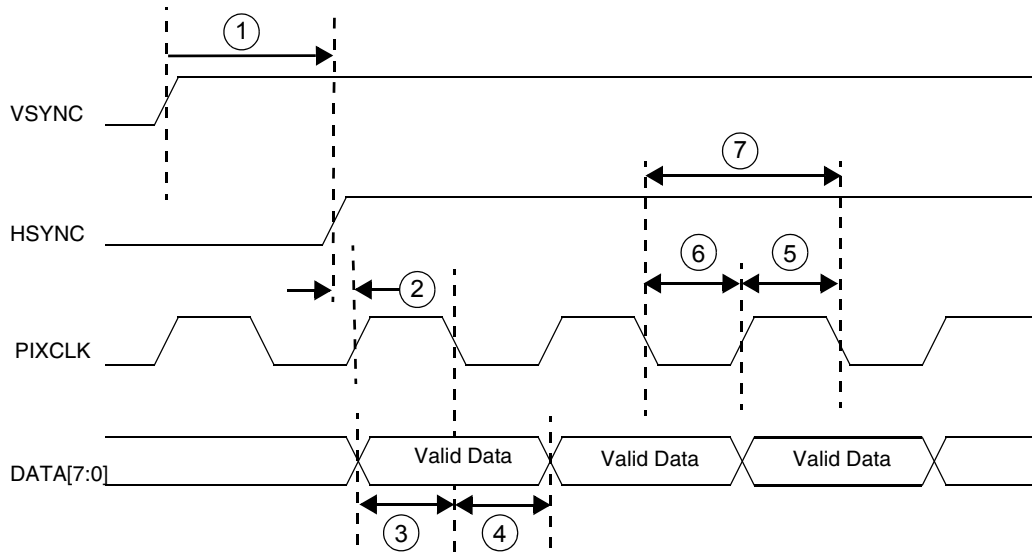 1
VSYNC
7
HSYNC
6 5
2
PIXCLK
Valid Data Valid Data Valid Data
DATA[7:0]
3 4